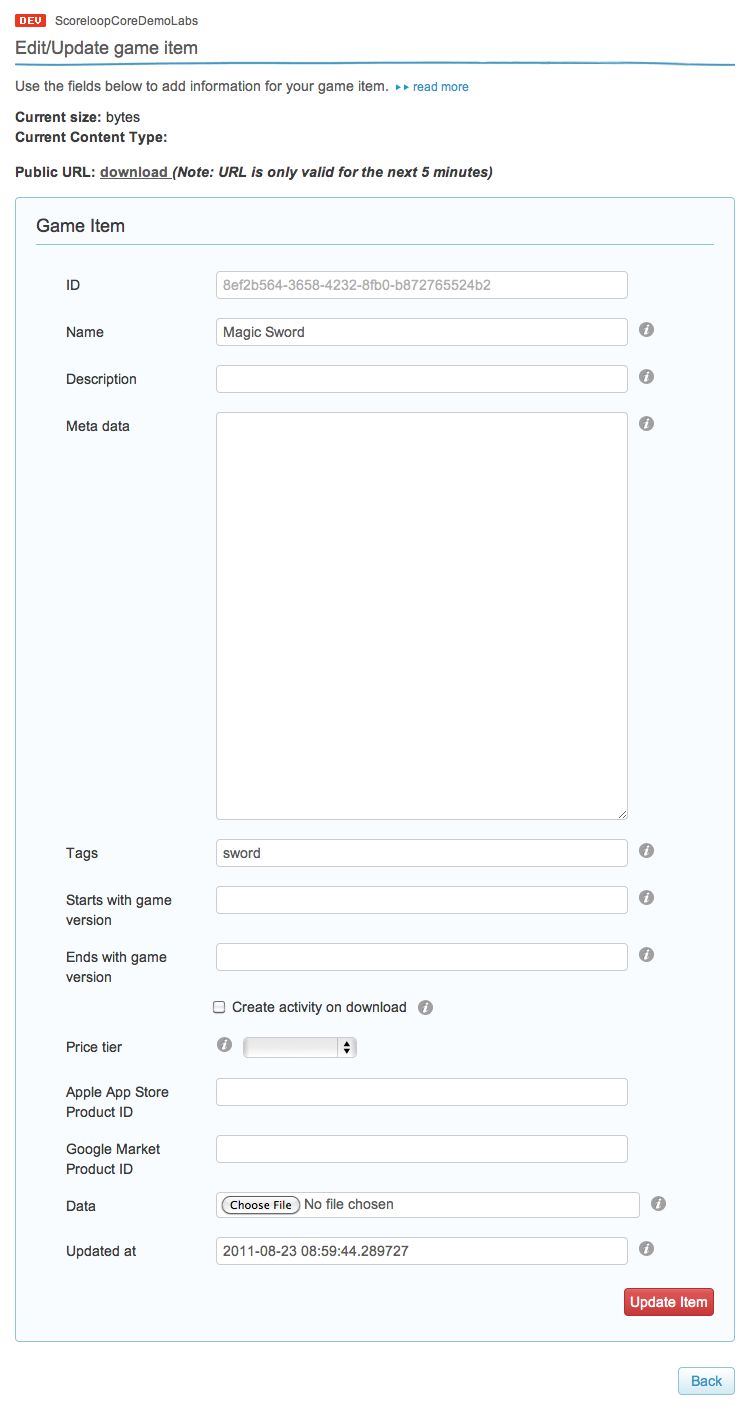 DEV ScoreloopCoreDemoLabs
Edit/Update game item
Use the fields below to add information for your game item. read more
Current size: bytes
Current Content Type:
Public URL: download (Note: URL is only valid for the next 5 minutes)
Game Item
ID 8ef2b564-3658-4232-8fb0-b872765524b2
Name Magic Sword i
Description i
Meta data i
Tags sword i
Starts with game i
version
Ends with game i
version
Create activity on download i
Price tier i
Apple App Store
Product ID
Google Market
Product ID
Data Choose File No file chosen i
Updated at 2011-08-23 08:59:44.289727 i
Update Item
Back